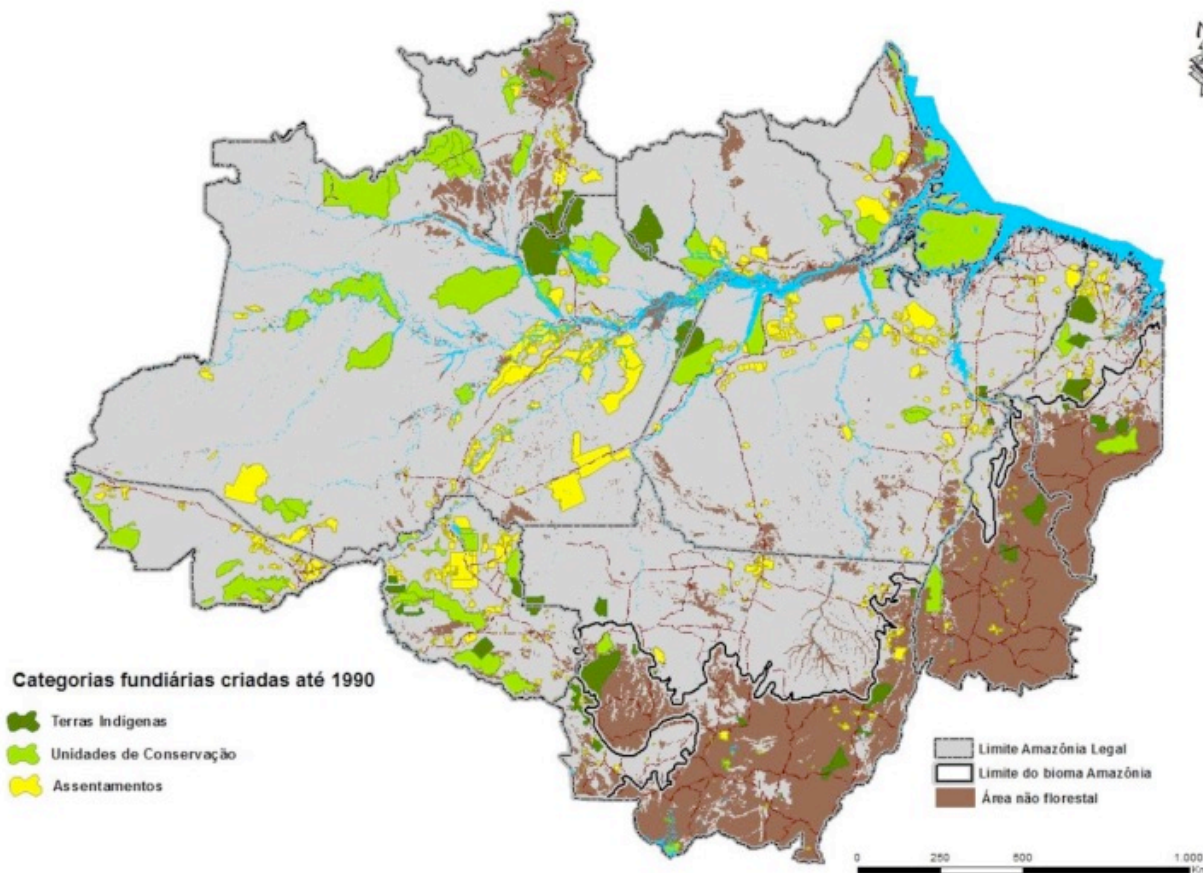 N
Categorias fundiárias criadas até 1990
Terras Indígenas
Unidades de Conservação
Assentamentos
Limite Amazônia Legal
Limite do bioma Amazônia
Área não florestal
0 250 500 1.000